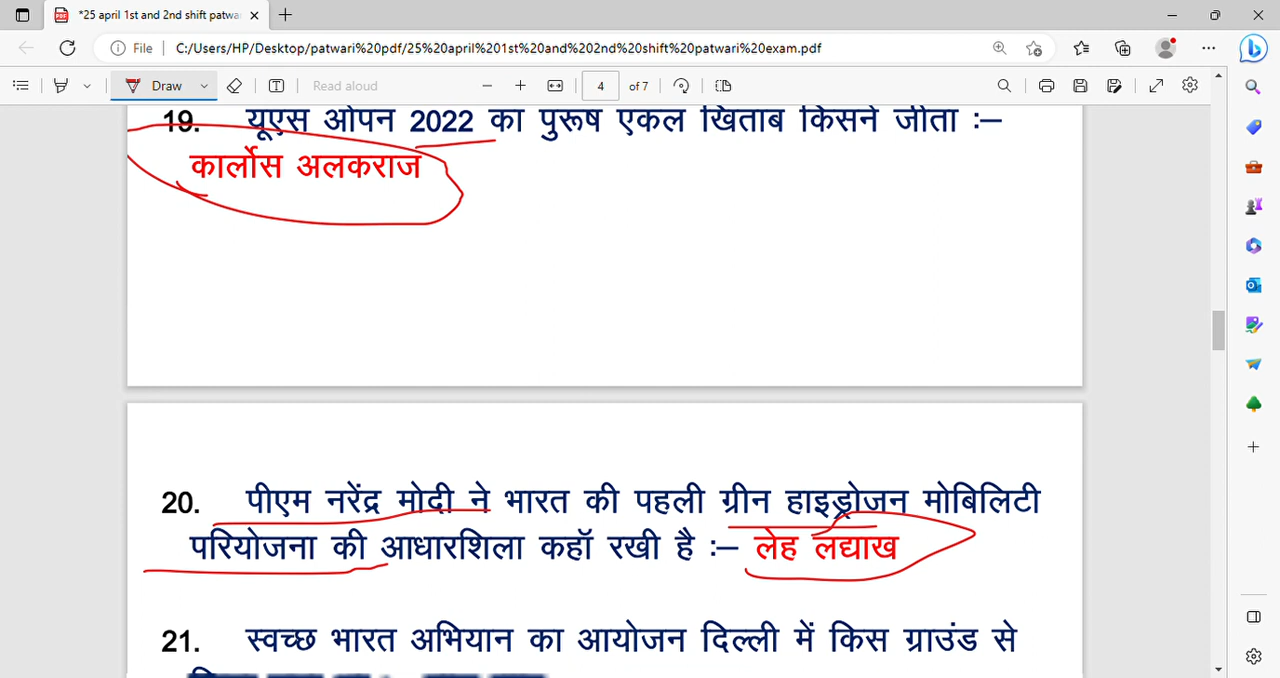 *25 april 1st and 2nd shift patwa
File
C:/Users/HP/Desktop/patwari%20pdf/25%20april%201st%20and%202nd%20shift%20patwari%20exam.pdf
Draw
Read aloud
4
of 7
19. यूएस ओपन 2022 का पुरूष एकल खिताब किसने जीता :–
कार्लोस अलकराज
20. पीएम नरेंद्र मोदी ने भारत की पहली ग्रीन हाइड्रोजन मोबिलिटी
परियोजना की आधारशिला कहॉ रखी है :– लेह लद्याख
21. स्वच्छ भारत अभियान का आयोजन दिल्ली में किस ग्राउंड से